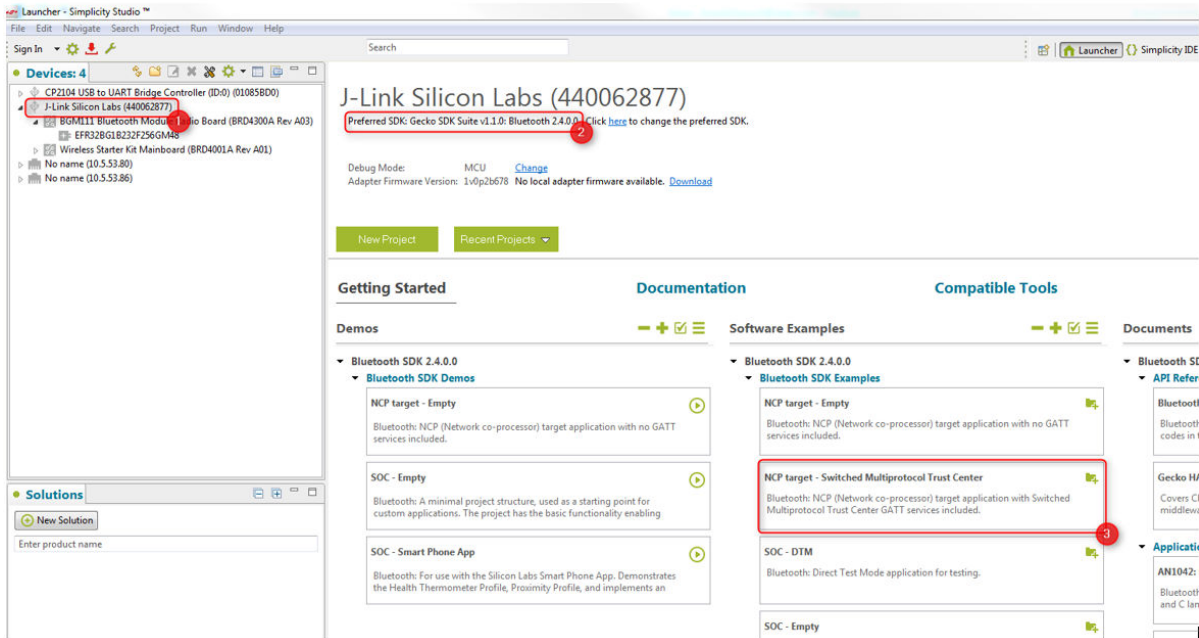 Launcher - Simplicity Studio ™
File Edit Navigate Search Project Run Window Help
Sign In
Search
Launcher
Simplicity IDE
Devices: 4
CP2104 USB to UART Bridge Controller (ID:0) (01085BD0)
J-Link Silicon Labs (440062877)
1
BGM111 Bluetooth Module Radio Board (BRD4300A Rev A03)
EFR32BG1B232F256GM48
Wireless Starter Kit Mainboard (BRD4001A Rev A01)
No name (10.5.53.80)
No name (10.5.53.86)
J-Link Silicon Labs (440062877)
Preferred SDK: Gecko SDK Suite v1.1.0: Bluetooth 2.4.0.0 Click here to change the preferred SDK.
2
Debug Mode: MCU Change
Adapter Firmware Version: 1v0p2b678 No local adapter firmware available. Download
New Project
Recent Projects
Getting Started
Documentation
Compatible Tools
Demos
Bluetooth SDK 2.4.0.0
Bluetooth SDK Demos
NCP target - Empty
Bluetooth: NCP (Network co-processor) target application with no GATT
services included.
SOC - Empty
Bluetooth: A minimal project structure, used as a starting point for
custom applications. The project has the basic functionality enabling
SOC - Smart Phone App
Bluetooth: For use with the Silicon Labs Smart Phone App. Demonstrates
the Health Thermometer Profile, Proximity Profile, and implements an
Software Examples
Bluetooth SDK 2.4.0.0
Bluetooth SDK Examples
NCP target - Empty
Bluetooth: NCP (Network co-processor) target application with no GATT
services included.
NCP target - Switched Multiprotocol Trust Center
Bluetooth: NCP (Network co-processor) target application with Switched
Multiprotocol Trust Center GATT services included.
3
SOC - DTM
Bluetooth: Direct Test Mode application for testing.
SOC - Empty
Documents
Bluetooth SD
API Refer
Bluetooth
Bluetooth
codes in t
Gecko HA
Covers C
middlewa
Applicatio
AN1042:
Bluetooth
and C lan
Solutions
New Solution
Enter product name